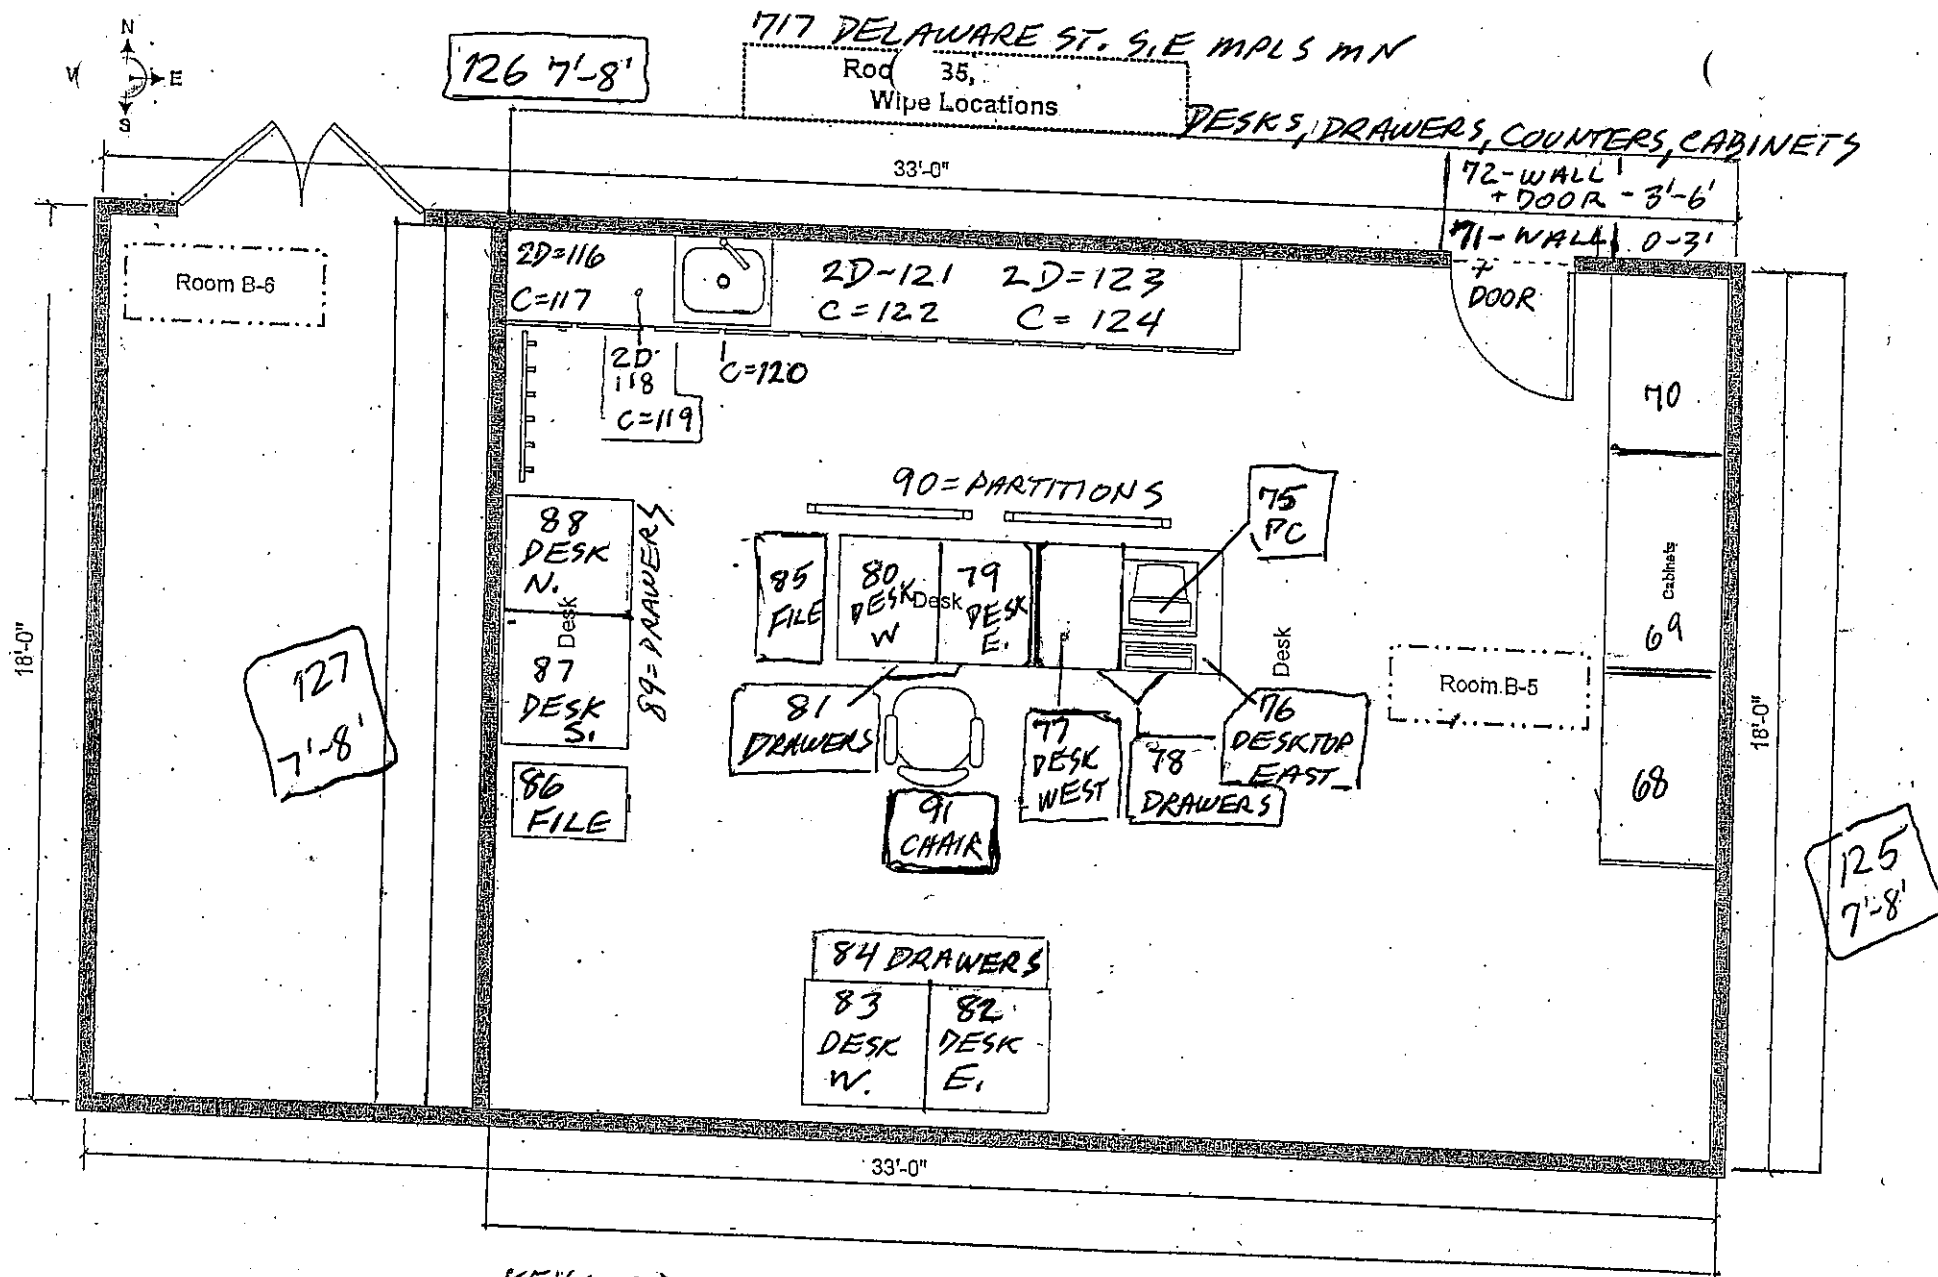 717 DELAWARE ST. S.E MPLS MN
N
W E
S
126 7'-8'
35,
Wipe Locations
DESKS, DRAWERS, COUNTERS, CABINETS
33'-0"
72-WALL
+ DOOR - 3'-6'
71-WALL 0-3'
+
DOOR
Room B-6
2D=116
C=117
2D-121
C=122
2D=123
C=124
2D
118
C=119
C=120
70
Cabinets
69
68
90=PARTITIONS
75
PC
88
DESK
N.
Desk
87
DESK
S.
89=DRAWERS
86
FILE
85
FILE
80
DESK
W
Desk
79
DESK
E.
Desk
Room B-5
81
DRAWERS
77
DESK
WEST
78
DRAWERS
76
DESKTOP
EAST
91
CHAIR
18'-0"
127
7'-8'
18'-0"
125
7'-8'
84 DRAWERS
83
DESK
W.
82
DESK
E.
33'-0"